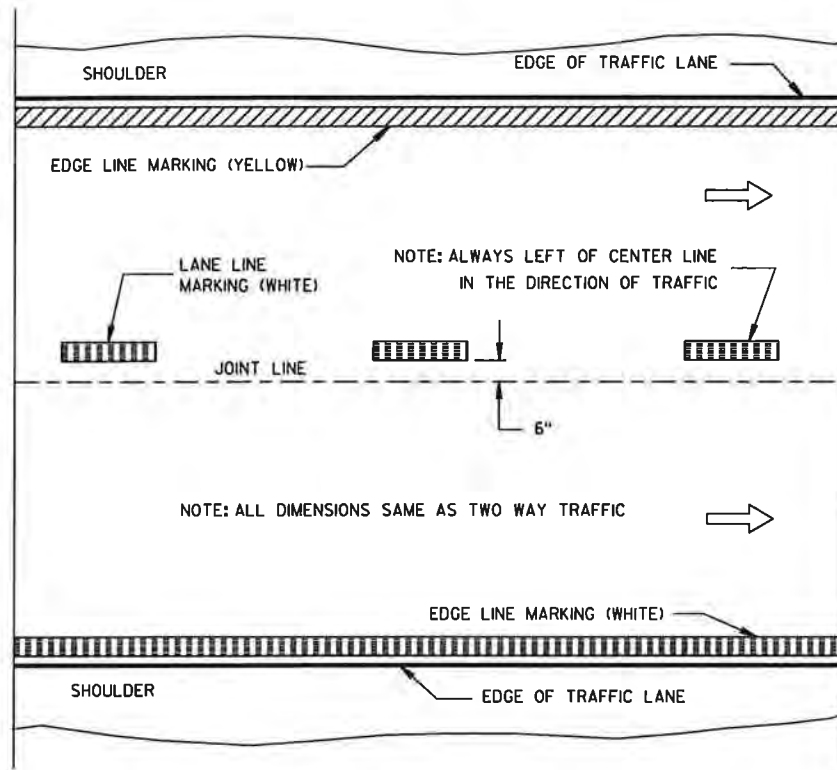 EDGE OF TRAFFIC LANE
SHOULDER
EDGE LINE MARKING (YELLOW)
NOTE: ALWAYS LEFT OF CENTER LINE
IN THE DIRECTION OF TRAFFIC
LANE LINE
MARKING (WHITE)
JOINT LINE
6"
NOTE: ALL DIMENSIONS SAME AS TWO WAY TRAFFIC
EDGE LINE MARKING (WHITE)
SHOULDER
EDGE OF TRAFFIC LANE